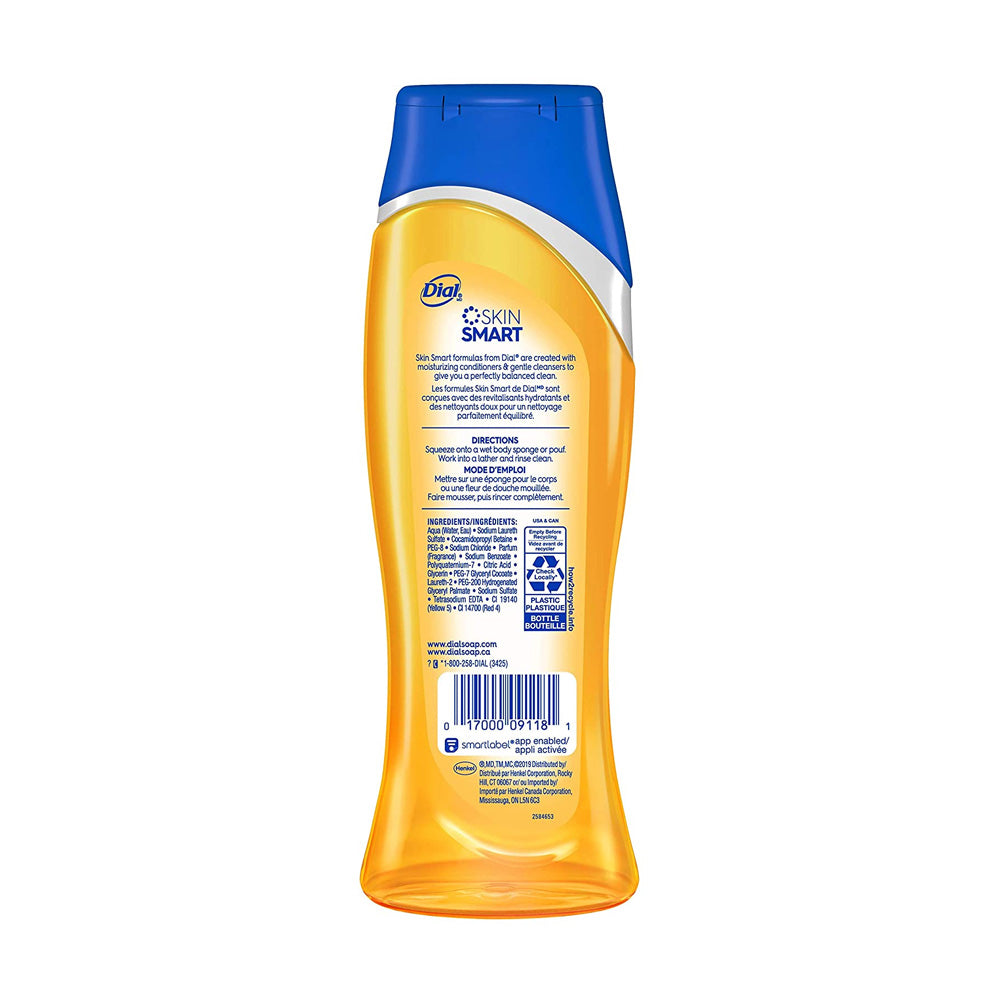 Dial®
SKIN
SMART
Skin Smart formulas from Dial® are created with
moisturizing conditioners & gentle cleansers to
give you a perfectly balanced clean.
Les formules Skin Smart de Dialᴹᴰ sont
conçues avec des revitalisants hydratants et
des nettoyants doux pour un nettoyage
parfaitement équilibré.
DIRECTIONS
Squeeze onto a wet body sponge or pouf.
Work into a lather and rinse clean.
MODE D'EMPLOI
Mettre sur une éponge pour le corps
ou une fleur de douche mouillée.
Faire mousser, puis rincer complètement.
INGREDIENTS/INGRÉDIENTS:
Aqua (Water, Eau) • Sodium Laureth
Sulfate • Cocamidopropyl Betaine •
PEG-8 • Sodium Chloride • Parfum
(Fragrance) • Sodium Benzoate •
Polyquaternium-7 • Citric Acid •
Glycerin • PEG-7 Glyceryl Cocoate •
Laureth-2 • PEG-200 Hydrogenated
Glyceryl Palmate • Sodium Sulfate
• Tetrasodium EDTA • CI 19140
(Yellow 5) • CI 14700 (Red 4)
USA & CAN
Empty Before
Recycling
Videz avant de
recycler
Check
Locally*
PLASTIC
PLASTIQUE
BOTTLE
BOUTEILLE
how2recycle.info
www.dialsoap.com
www.dialsoap.ca
? *1-800-258-DIAL (3425)
0 17000 09118 1
smartlabel® app enabled/
appli activée
Henkel
®,MD,TM,MC,©2019 Distributed by/
Distribué par Henkel Corporation, Rocky
Hill, CT 06067 or/ou Imported by/
Importé par Henkel Canada Corporation,
Mississauga, ON L5N 6C3
2584653